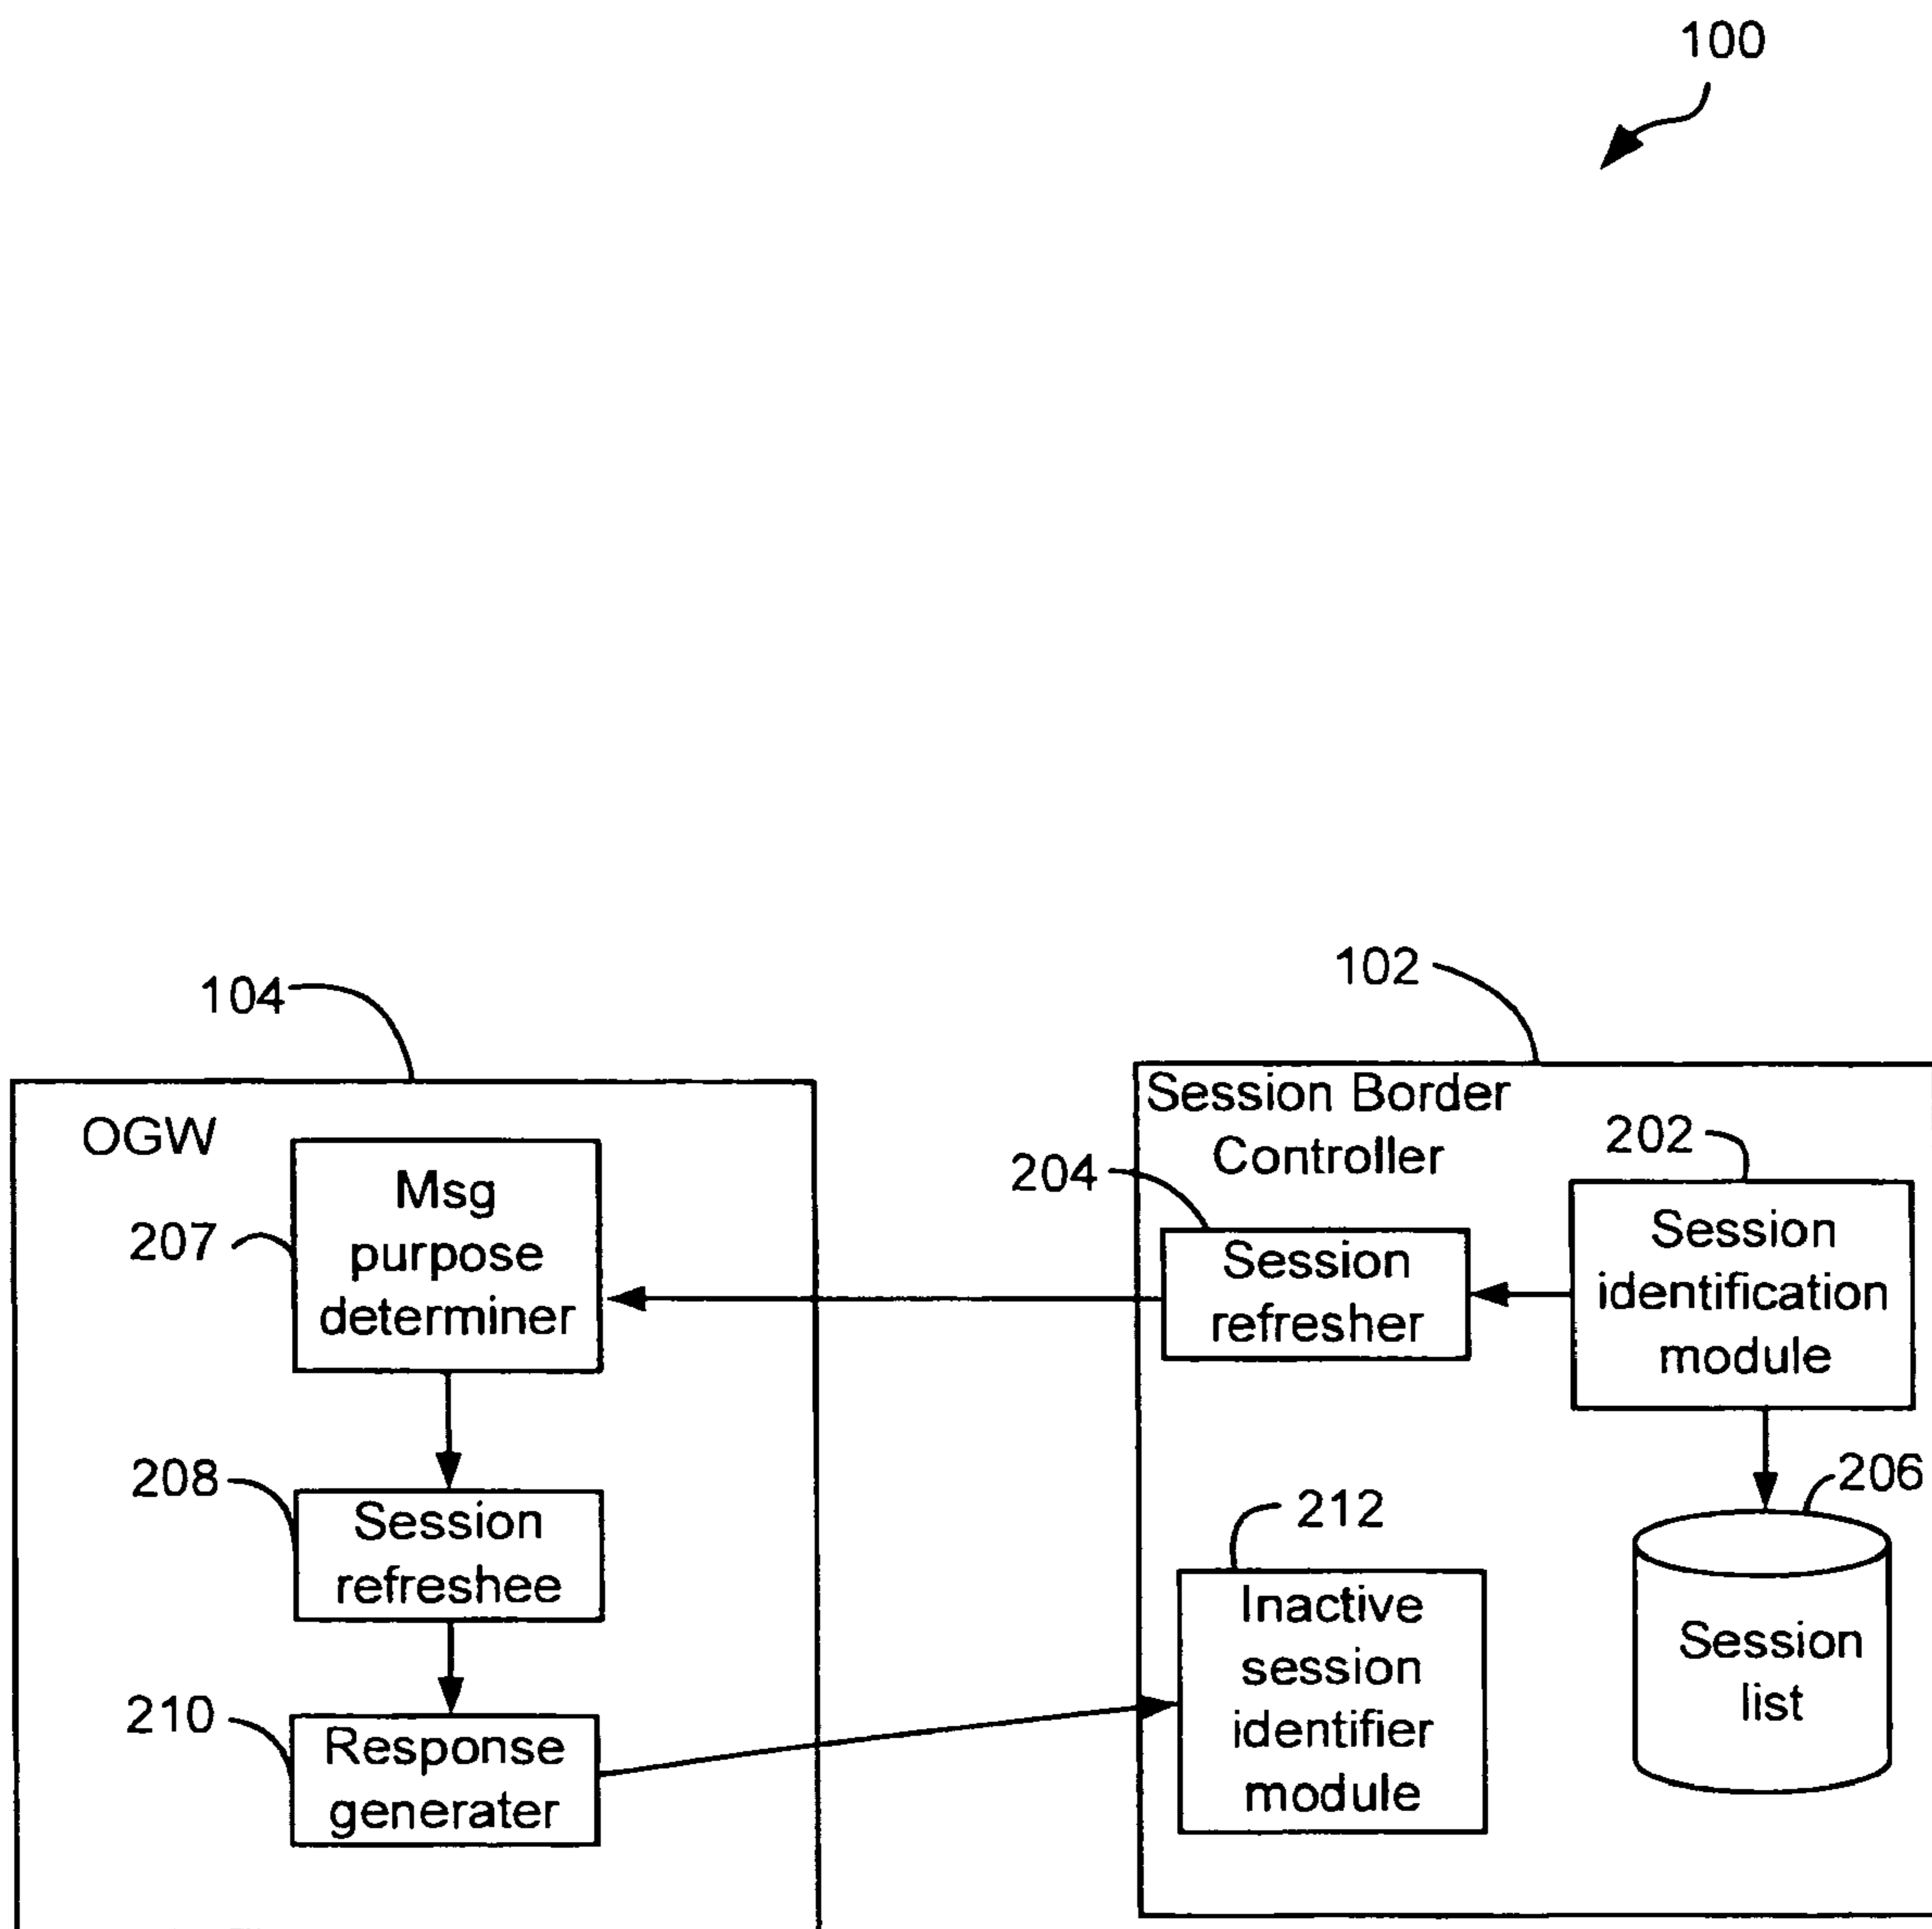 100
104
102
OGW
Session Border
Controller
202
204
Msg
purpose
determiner
207
Session
refresher
Session
identification
module
208
Session
refreshee
206
212
Inactive
session
identifier
module
Session
list
210
Response
generater